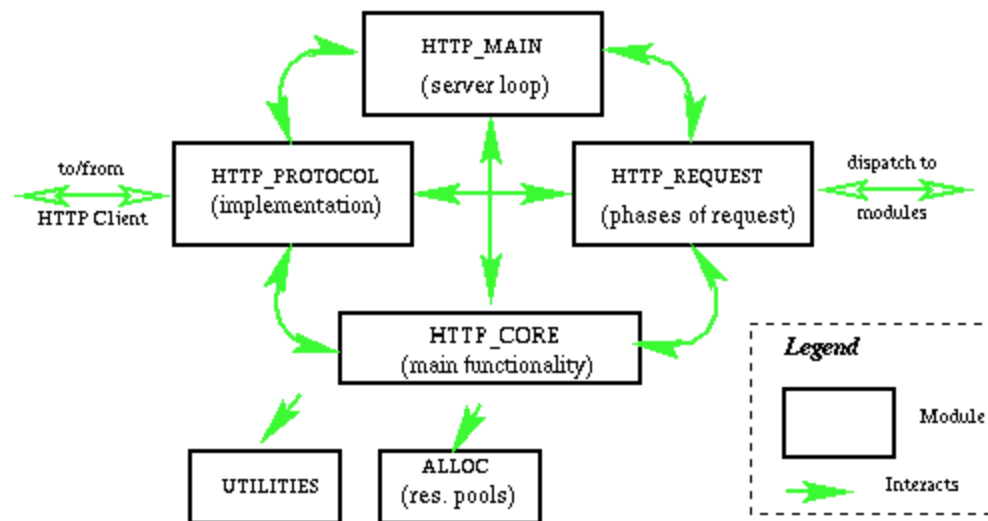 HTTP_MAIN
(server loop)
to/from
HTTP Client
HTTP_PROTOCOL
(implementation)
HTTP_REQUEST
(phases of request)
dispatch to
modules
HTTP_CORE
(main functionality)
UTILITIES
ALLOC
(res. pools)
Legend
Module
Interacts